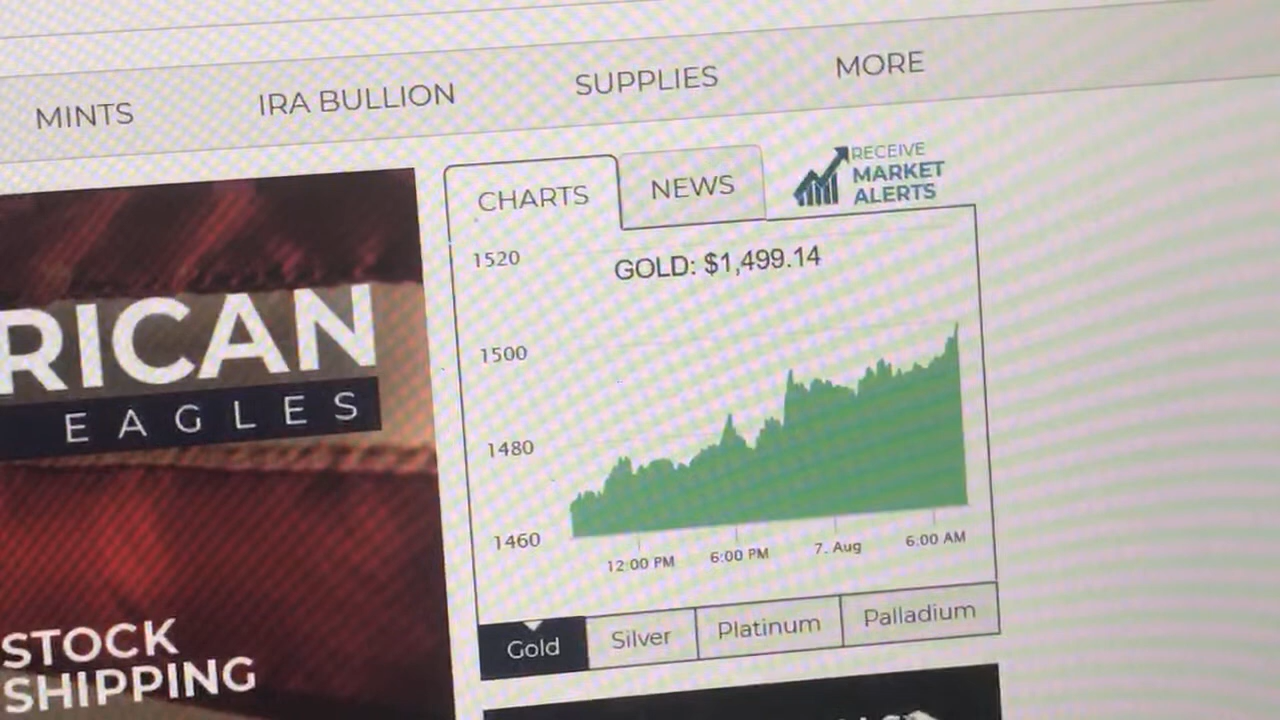 MINTS IRA BULLION SUPPLIES MORE
CHARTS NEWS
RECEIVE
MARKET
ALERTS
GOLD: $1,499.14
1520
1500
1480
1460
12:00 PM 6:00 PM 7. Aug 6:00 AM
Gold Silver Platinum Palladium
RICAN
EAGLES
STOCK
SHIPPING